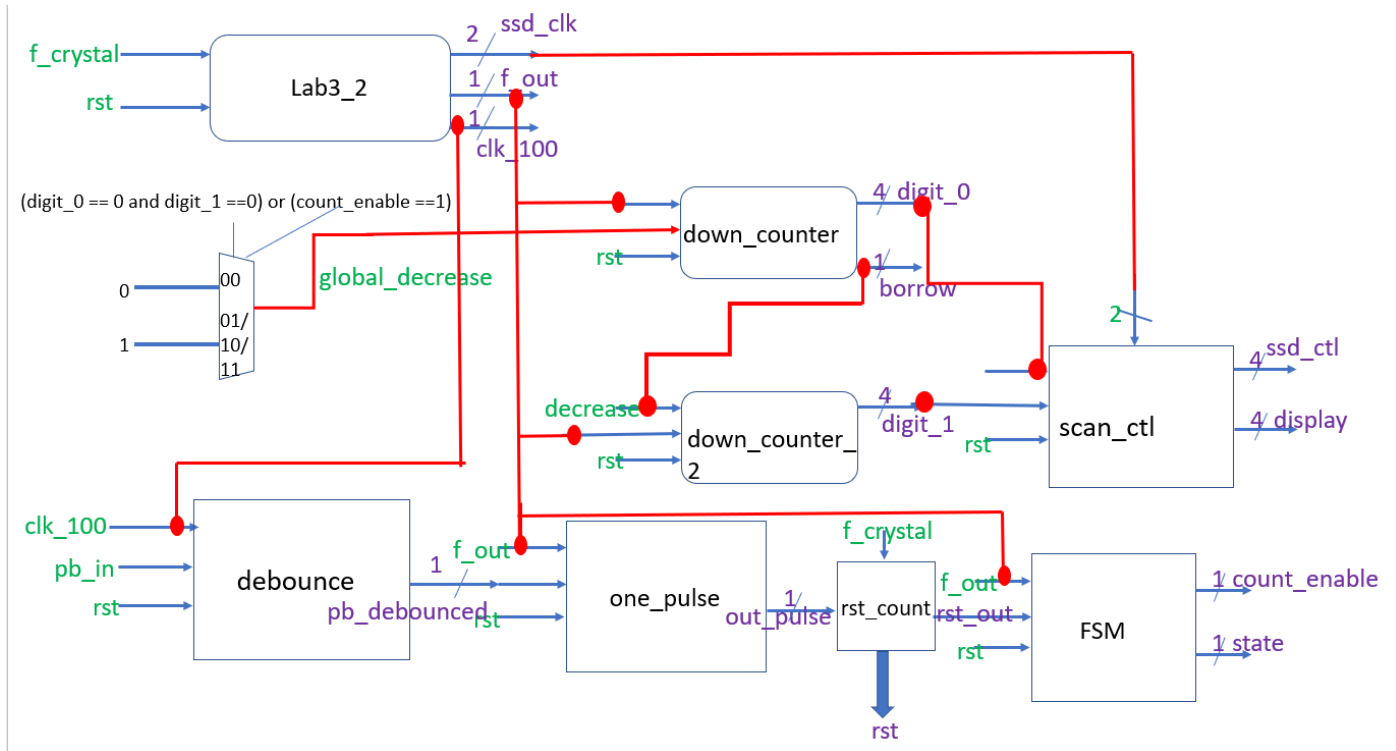 f_crystal
rst
Lab3_2
2 ssd_clk
1 f_out
1
clk_100
(digit_0 == 0 and digit_1 ==0) or (count_enable ==1)
0
1
00
01/
10/
11
global_decrease
rst
down_counter
4 digit_0
1
borrow
2
decrease
rst
down_counter_
2
4
digit_1
rst
scan_ctl
4 ssd_ctl
4 display
clk_100
pb_in
rst
debounce
1
pb_debounced
f_out
rst
one_pulse
1
out_pulse
f_crystal
rst_count
rst
f_out
rst_out
rst
FSM
1 count_enable
1 state